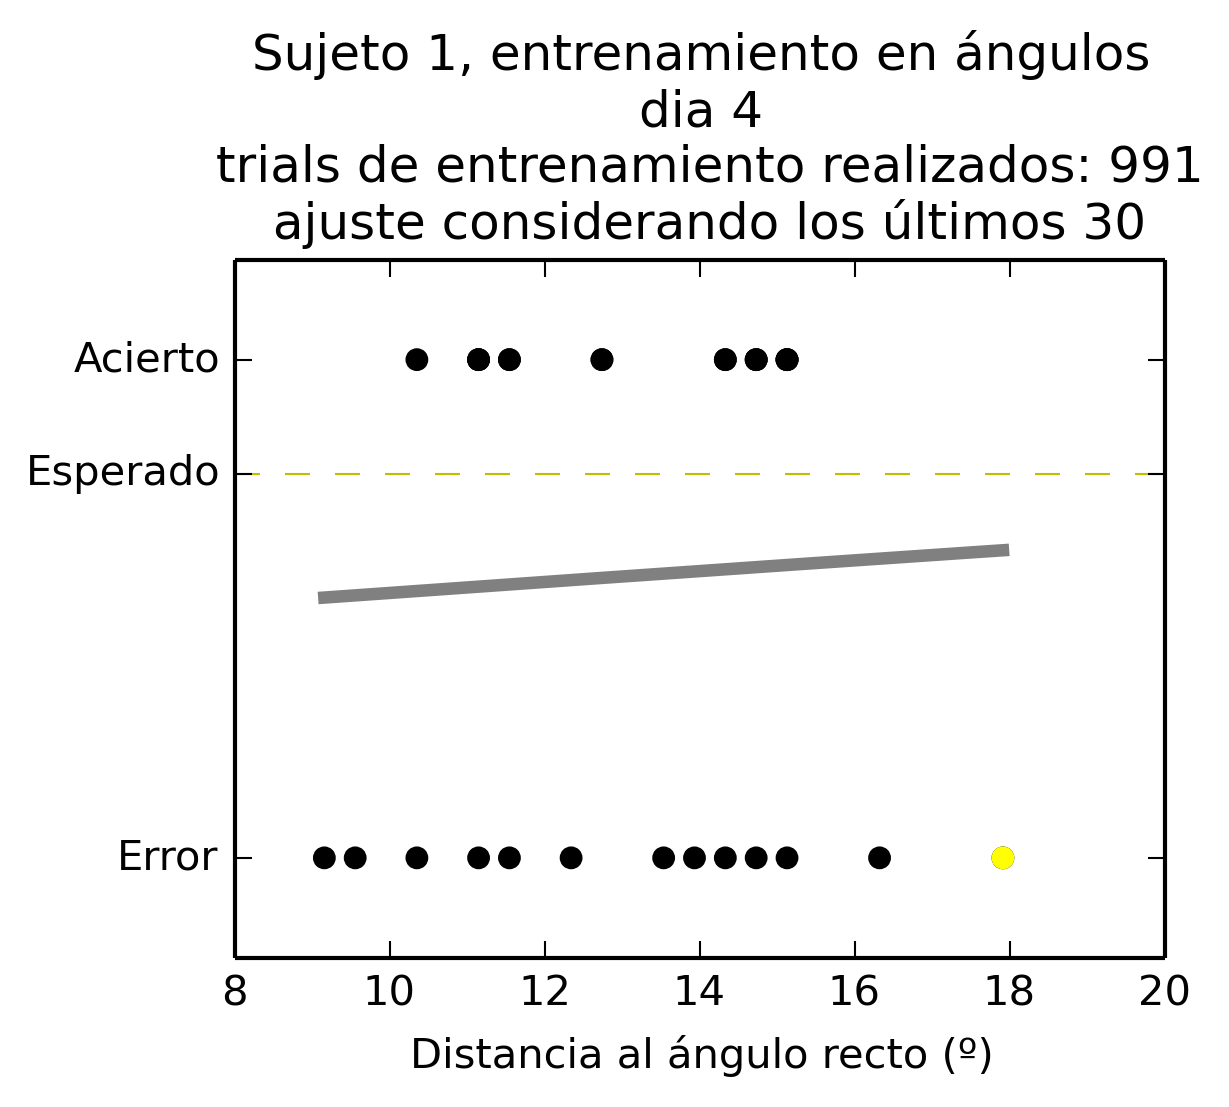 Sujeto 1, entrenamiento en ángulos
dia 4
trials de entrenamiento realizados: 991
ajuste considerando los últimos 30
Acierto
Esperado
Error
8 10 12 14 16 18 20
Distancia al ángulo recto (º)